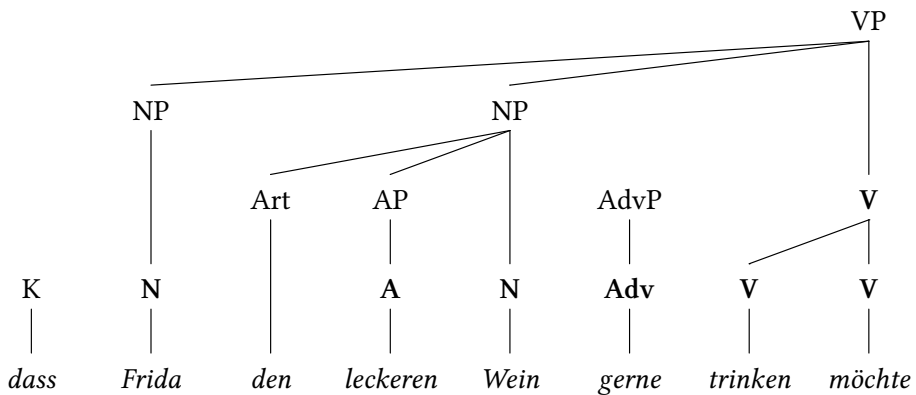 VP
NP NP
Art AP AdvP V
K N A N Adv V V
dass Frida den leckeren Wein gerne trinken möchte